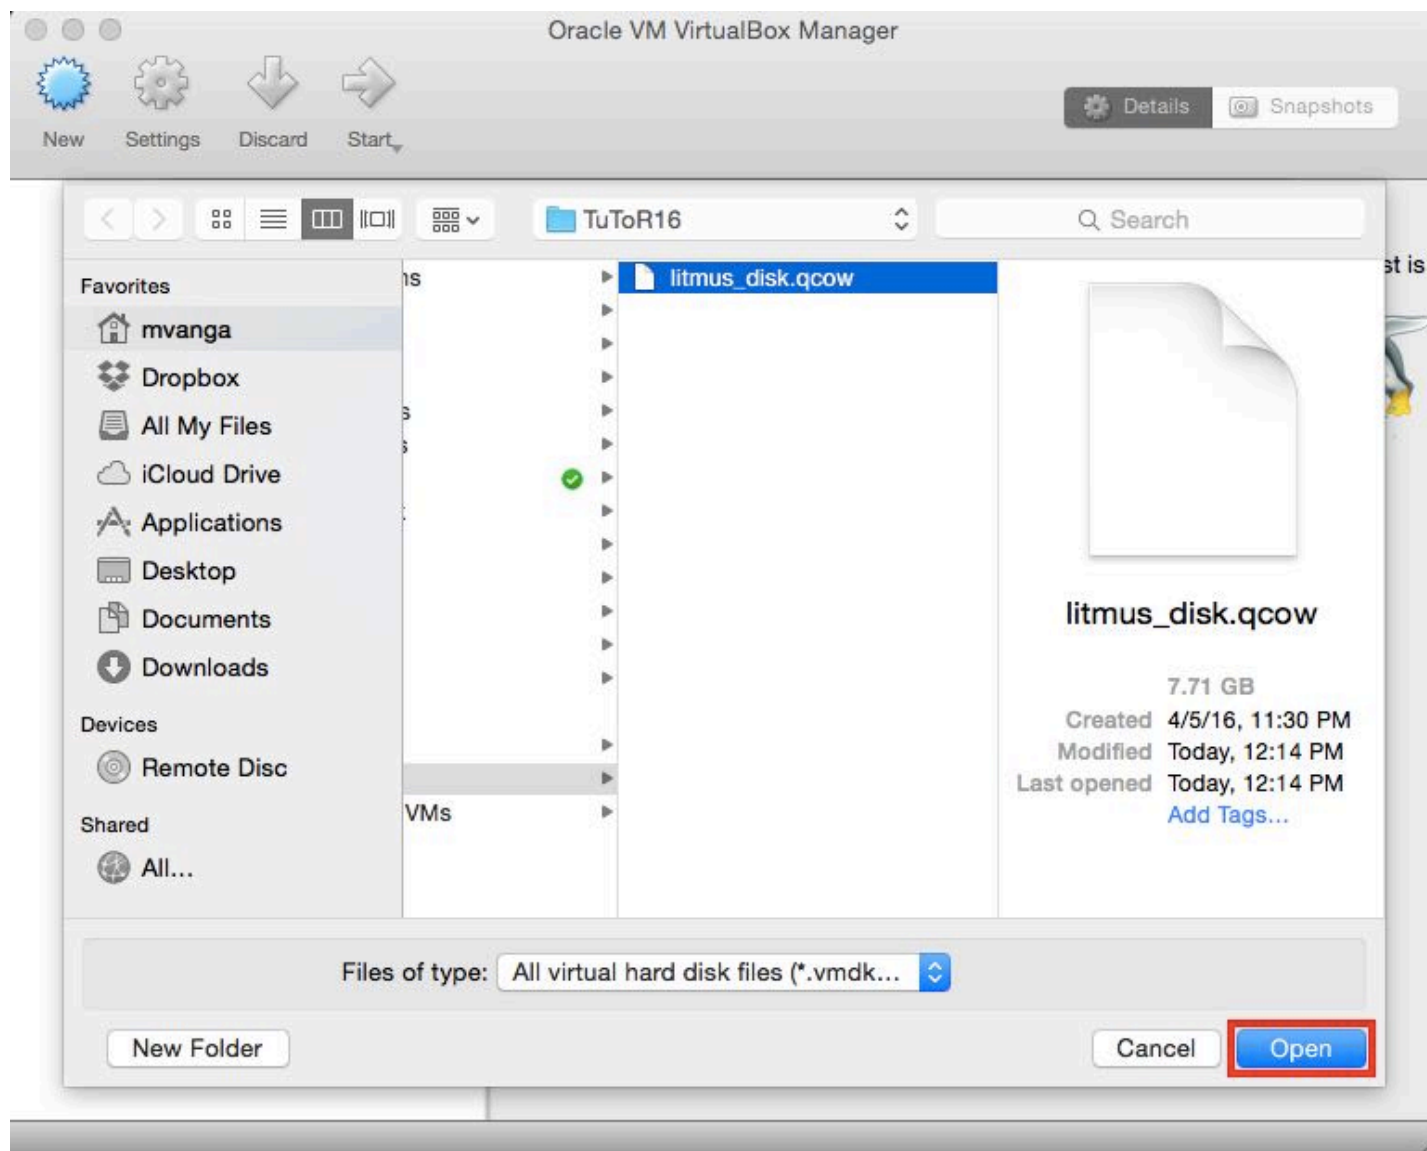 Oracle VM VirtualBox Manager
New Settings Discard Start
Details Snapshots
TuToR16
Search
Favorites
mvanga
Dropbox
All My Files
iCloud Drive
Applications
Desktop
Documents
Downloads
Devices
Remote Disc
Shared
All...
VMs
litmus_disk.qcow
litmus_disk.qcow
7.71 GB
Created 4/5/16, 11:30 PM
Modified Today, 12:14 PM
Last opened Today, 12:14 PM
Add Tags...
st is
Files of type: All virtual hard disk files (*.vmdk...
New Folder
Cancel Open